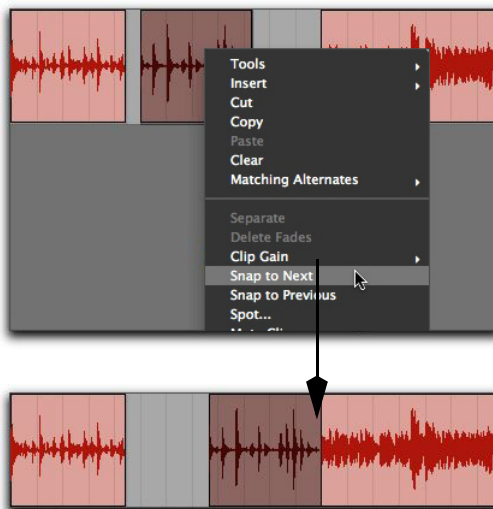 Tools
Insert
Cut
Copy
Paste
Clear
Matching Alternates
Separate
Delete Fades
Clip Gain
Snap to Next
Snap to Previous
Spot...